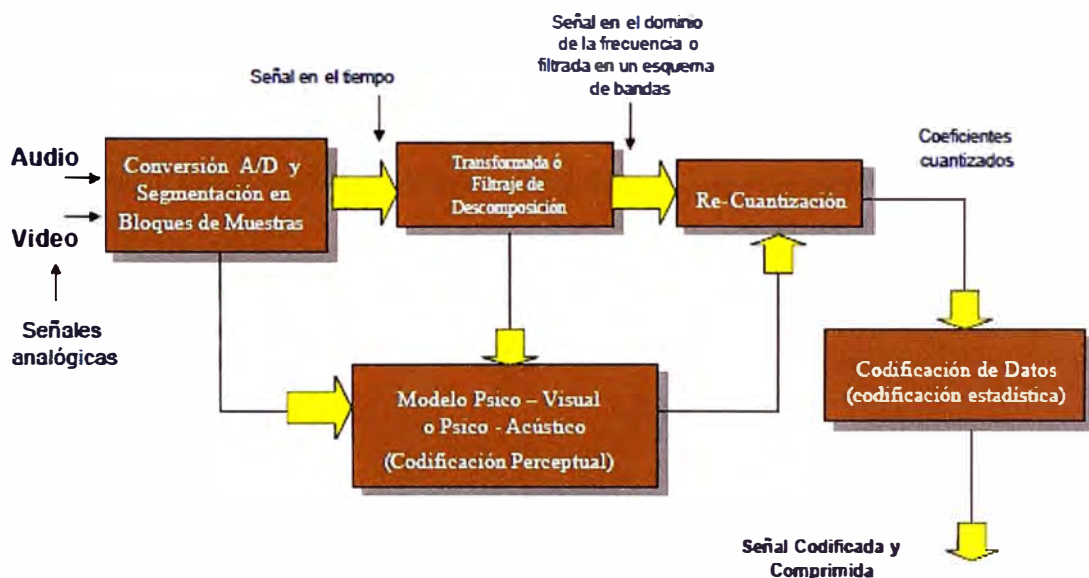 Señal en el dominio
de la frecuencia o
filtrada en un esquema
de bandas
Señal en el tiempo
Audio
Video
Señales
analógicas
Conversión A/D y
Segmentación en
Bloques de Muestras
Transformada ó
Filtraje de
Descomposición
Re-Cuantización
Coeficientes
cuantizados
Modelo Psico – Visual
o Psico - Acústico
(Codificación Perceptual)
Codificación de Datos
(codificación estadística)
Señal Codificada y
Comprimida